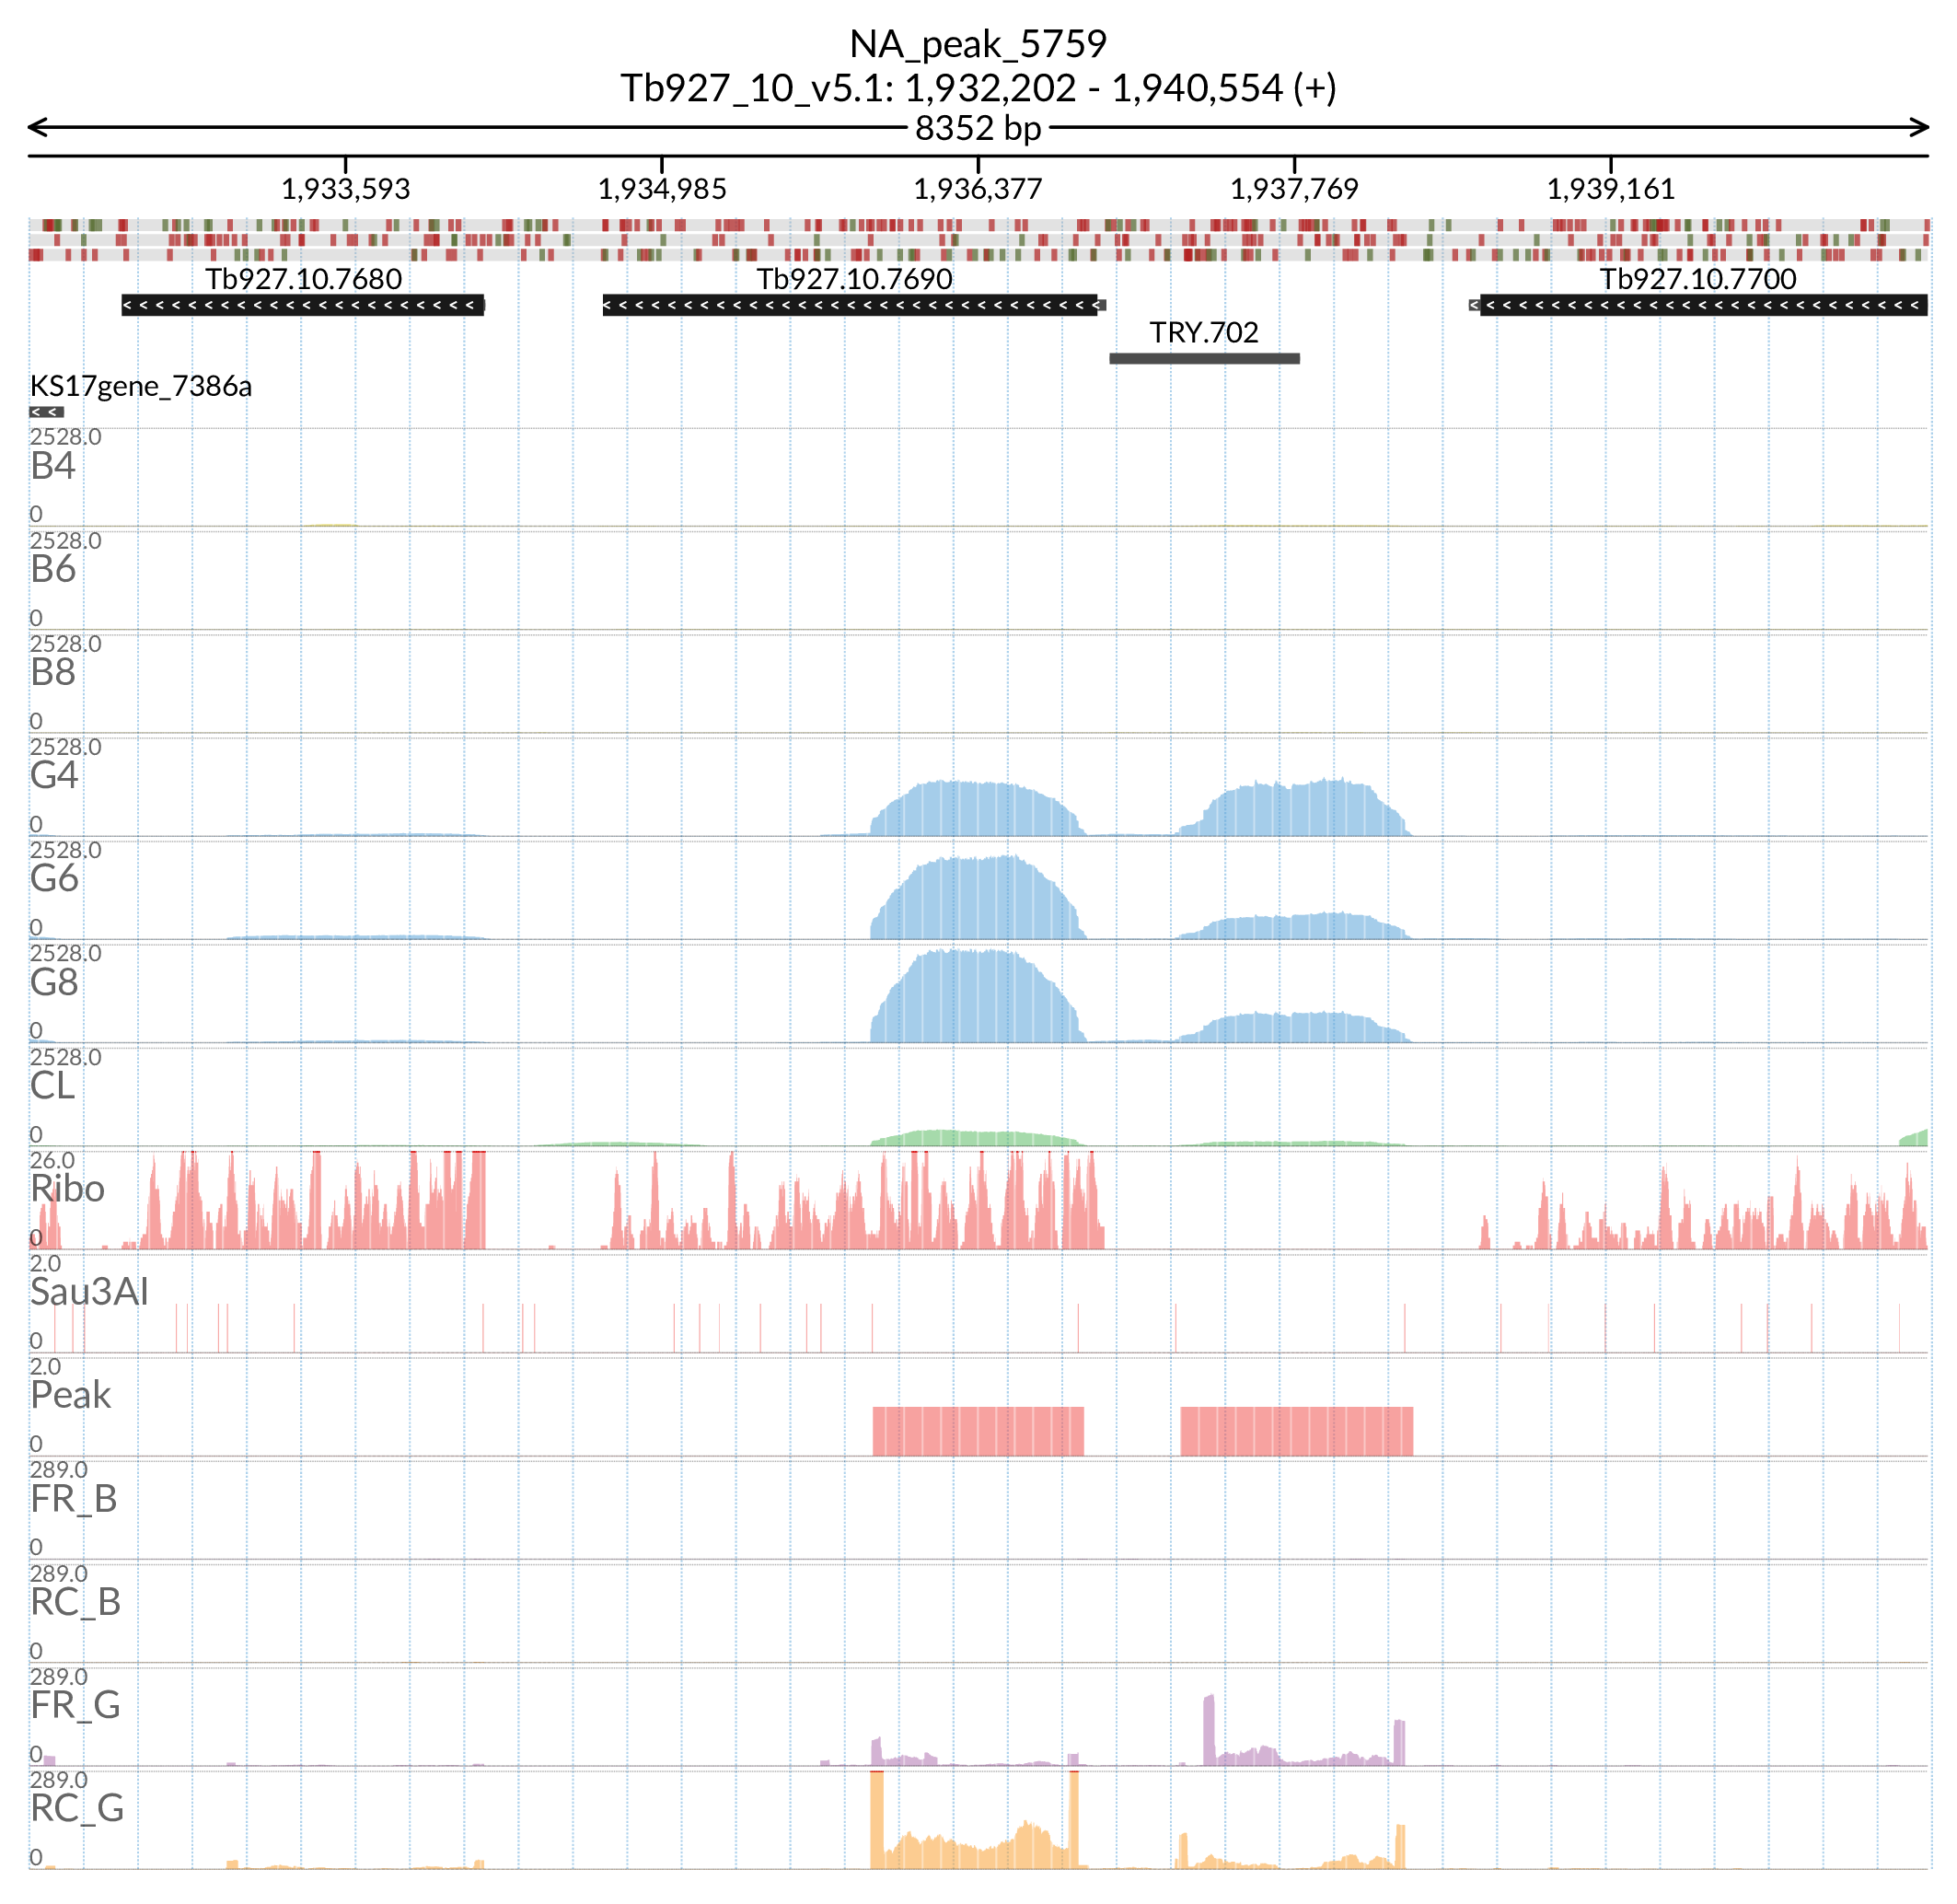 NA_peak_5759
Tb927_10_v5.1: 1,932,202 - 1,940,554 (+)
8352 bp
1,933,593 1,934,985 1,936,377 1,937,769 1,939,161
Tb927.10.7680 Tb927.10.7690 Tb927.10.7700
TRY.702
KS17gene_7386a
2528.0
B4
0
2528.0
B6
0
2528.0
B8
0
2528.0
G4
0
2528.0
G6
0
2528.0
G8
0
2528.0
CL
0
26.0
Ribo
0
2.0
Sau3AI
0
2.0
Peak
0
289.0
FR_B
0
289.0
RC_B
0
289.0
FR_G
0
289.0
RC_G
0